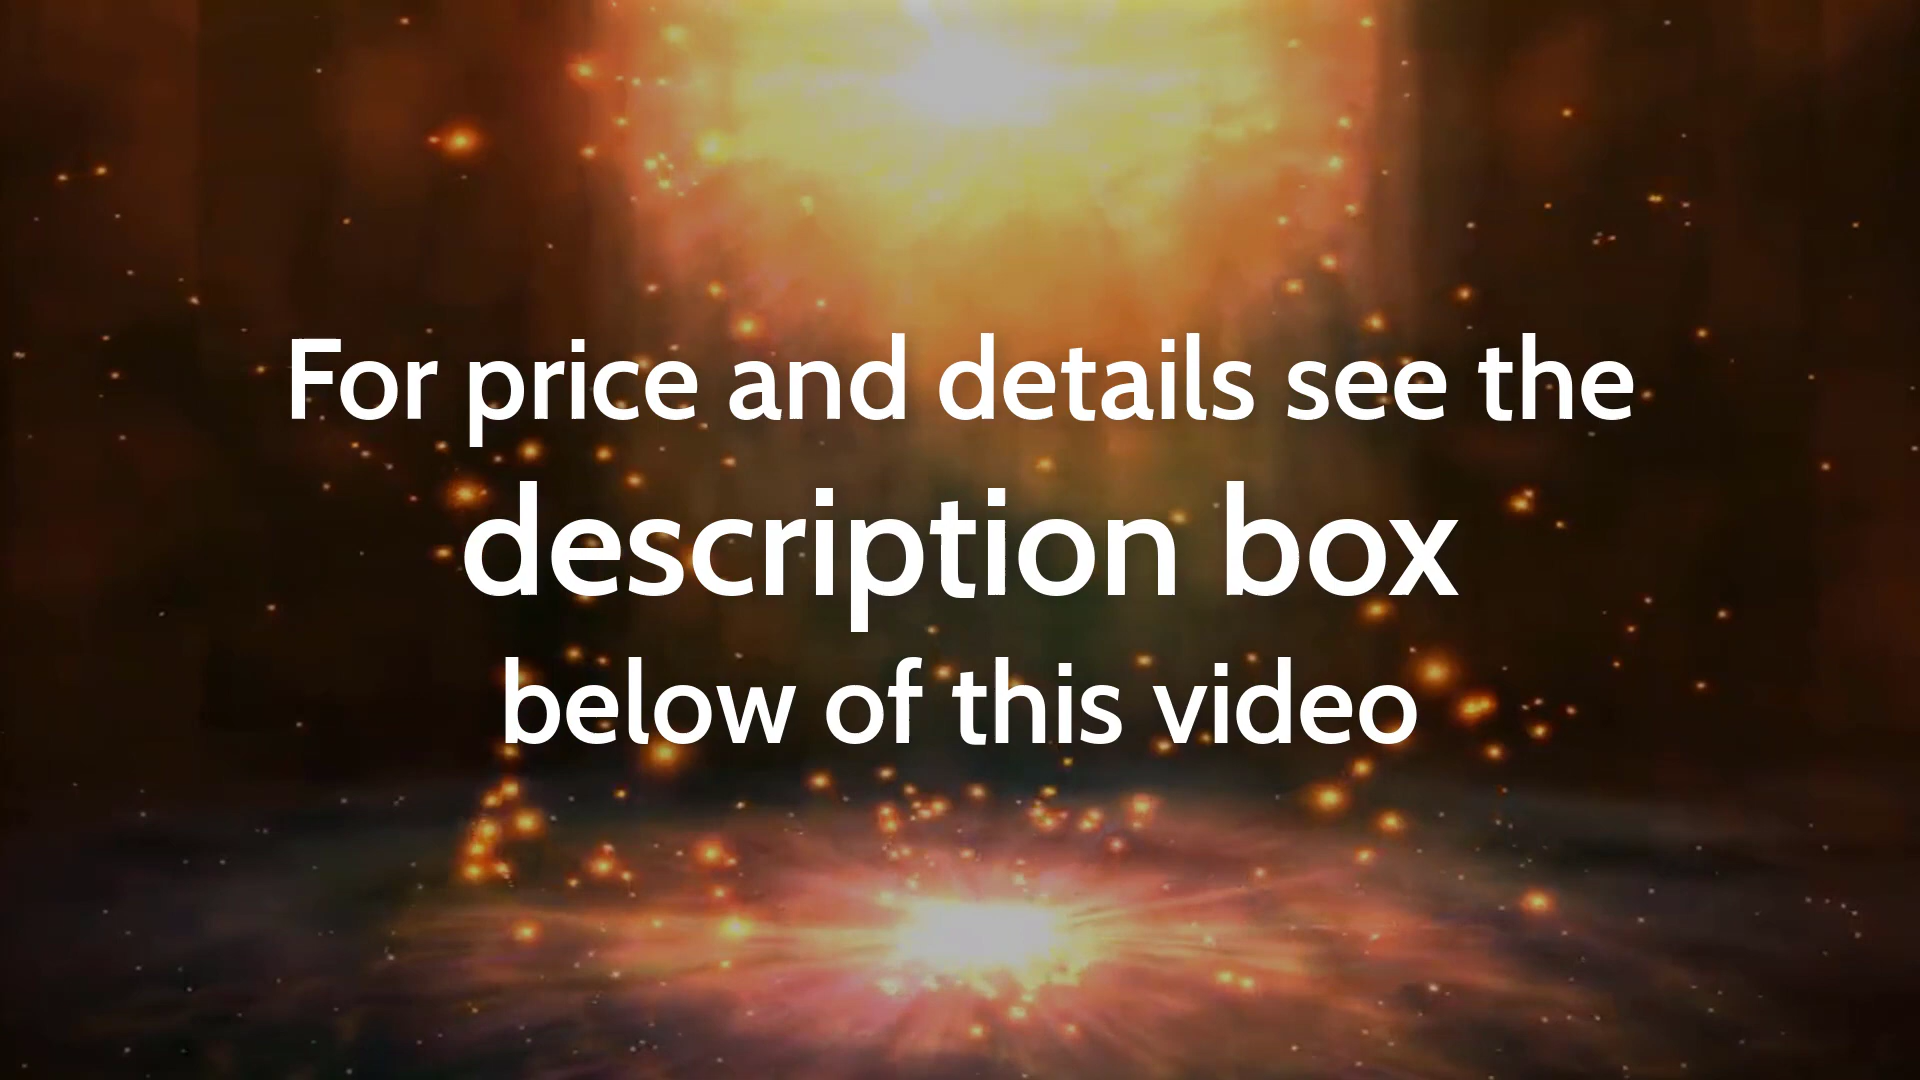 For price and details see the
description box
below of this video